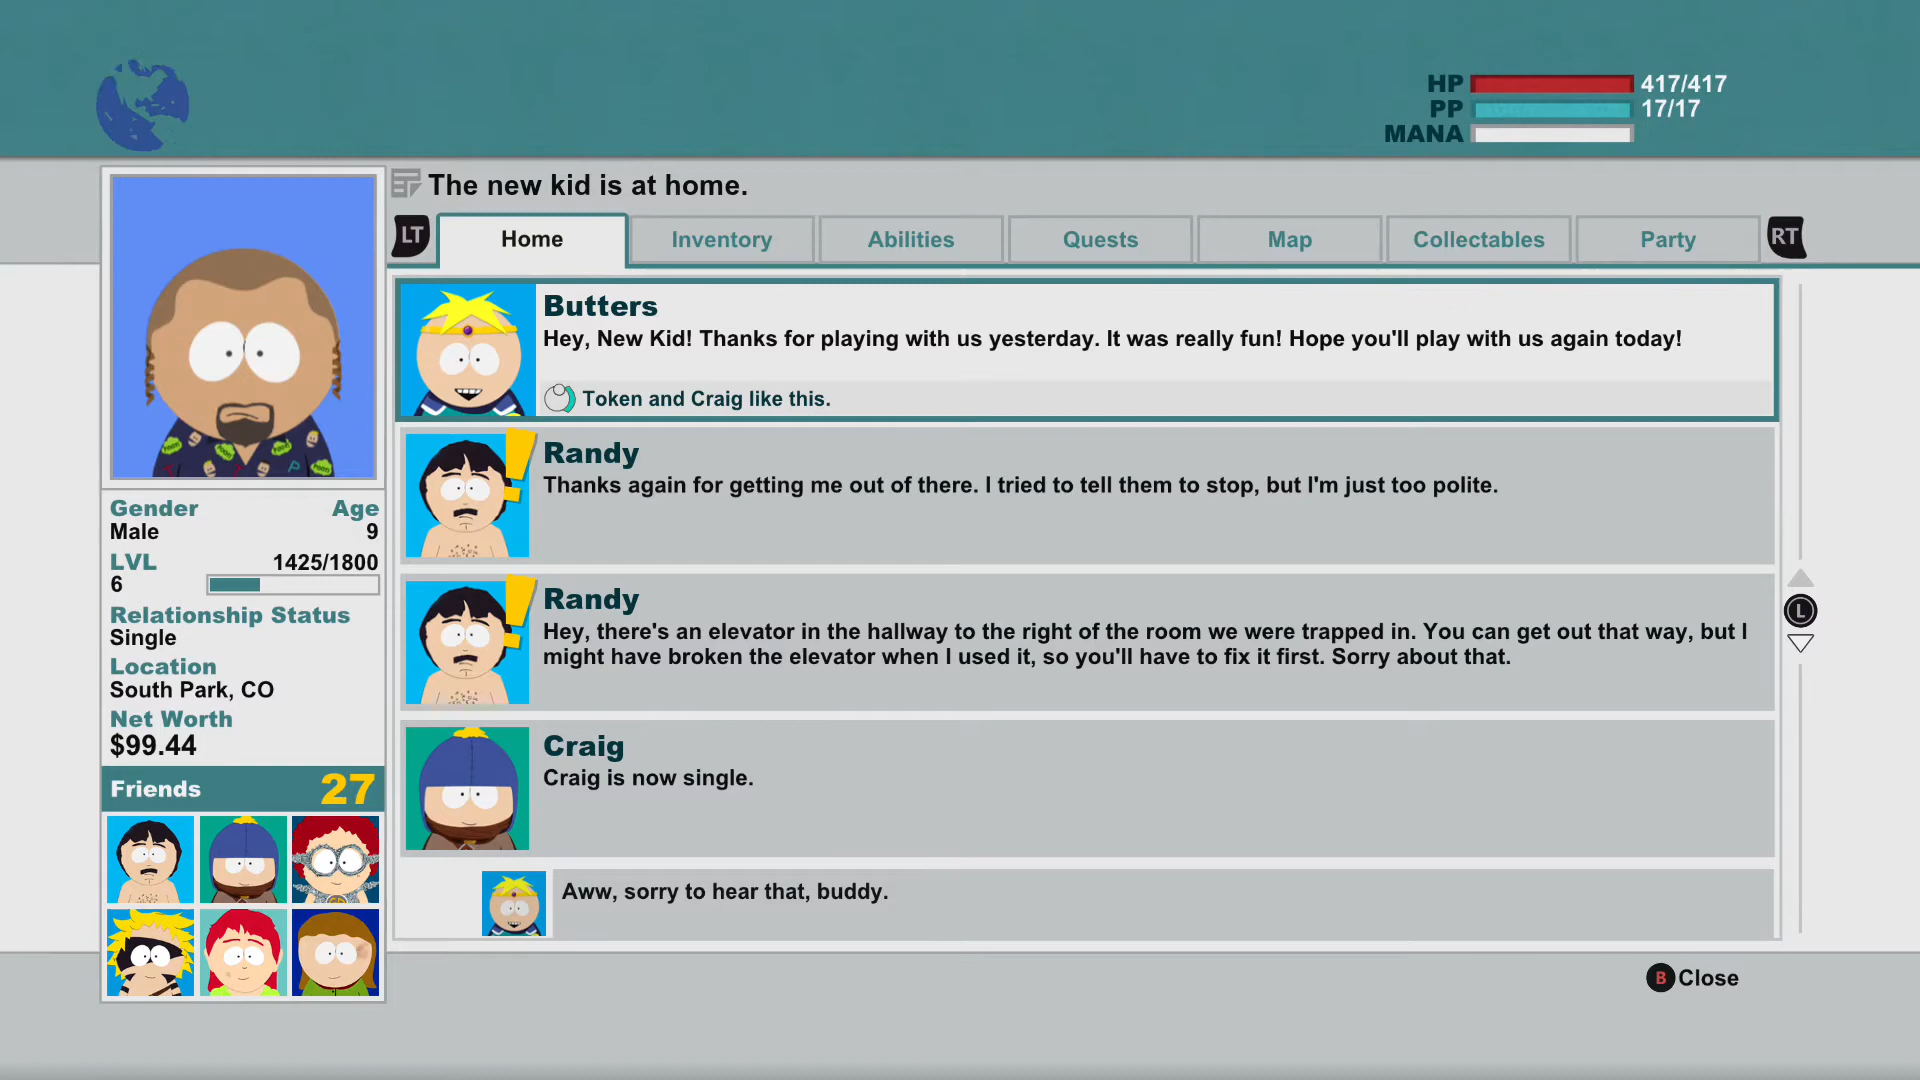 HP 417/417
PP 17/17
MANA
The new kid is at home.
LT Home Inventory Abilities Quests Map Collectables Party RT
Gender Age
Male 9
LVL 1425/1800
6
Relationship Status
Single
Location
South Park, CO
Net Worth
$99.44
Friends 27
Butters
Hey, New Kid! Thanks for playing with us yesterday. It was really fun! Hope you'll play with us again today!
Token and Craig like this.
Randy
Thanks again for getting me out of there. I tried to tell them to stop, but I'm just too polite.
Randy
Hey, there's an elevator in the hallway to the right of the room we were trapped in. You can get out that way, but I
might have broken the elevator when I used it, so you'll have to fix it first. Sorry about that.
Craig
Craig is now single.
Aww, sorry to hear that, buddy.
L
B Close